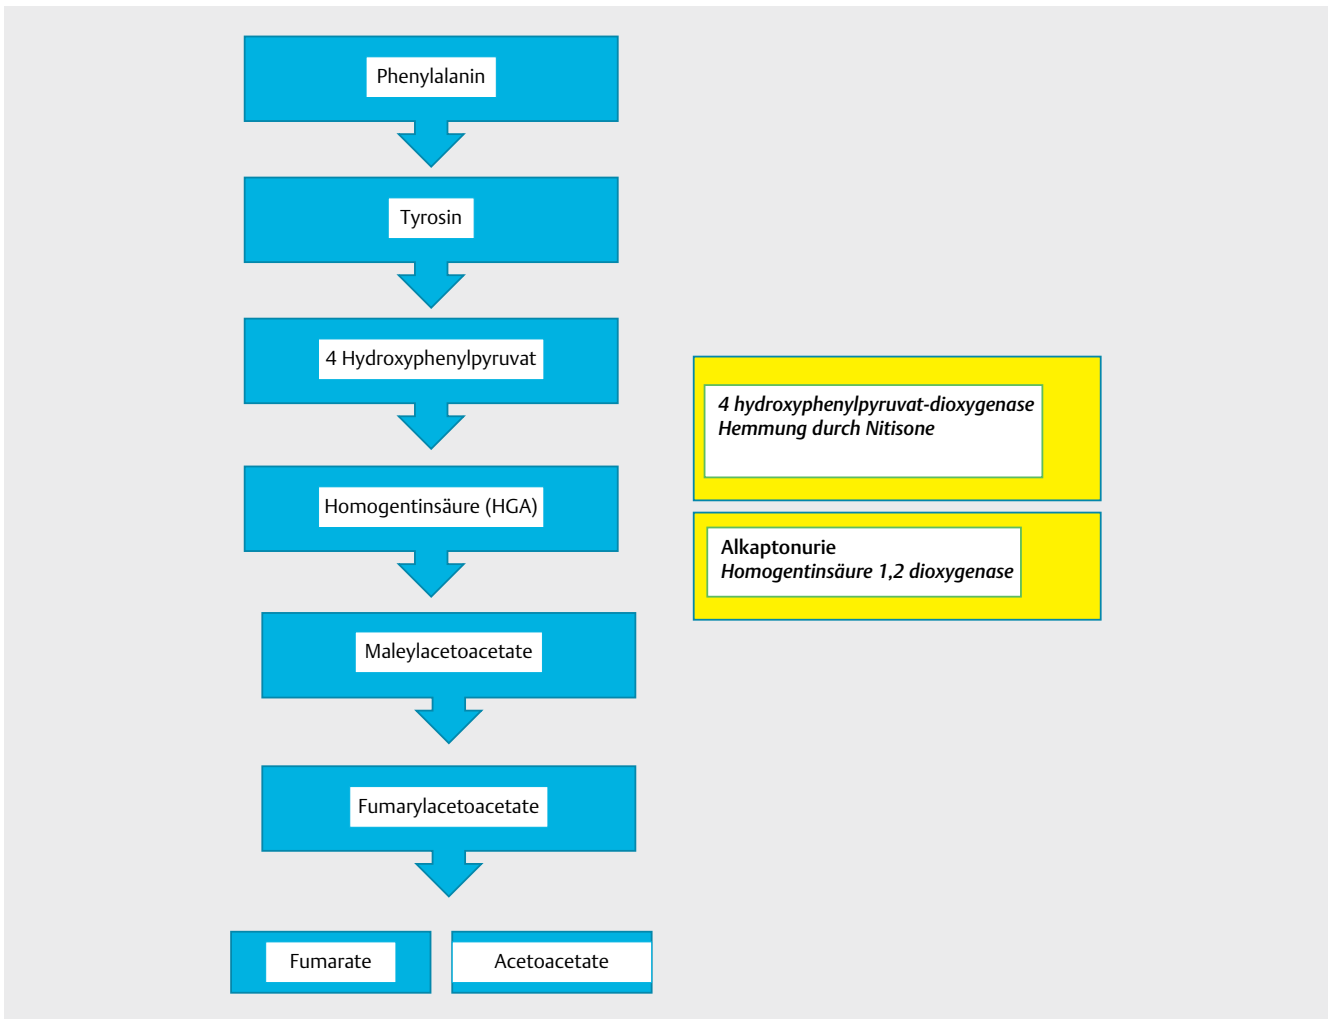 Phenylalanin
Tyrosin
4 Hydroxyphenylpyruvat
4 hydroxyphenylpyruvat-dioxygenase
Hemmung durch Nitisone
Homogentinsäure (HGA)
Alkaptonurie
Homogentinsäure 1,2 dioxygenase
Maleylacetoacetate
Fumarylacetoacetate
Fumarate
Acetoacetate